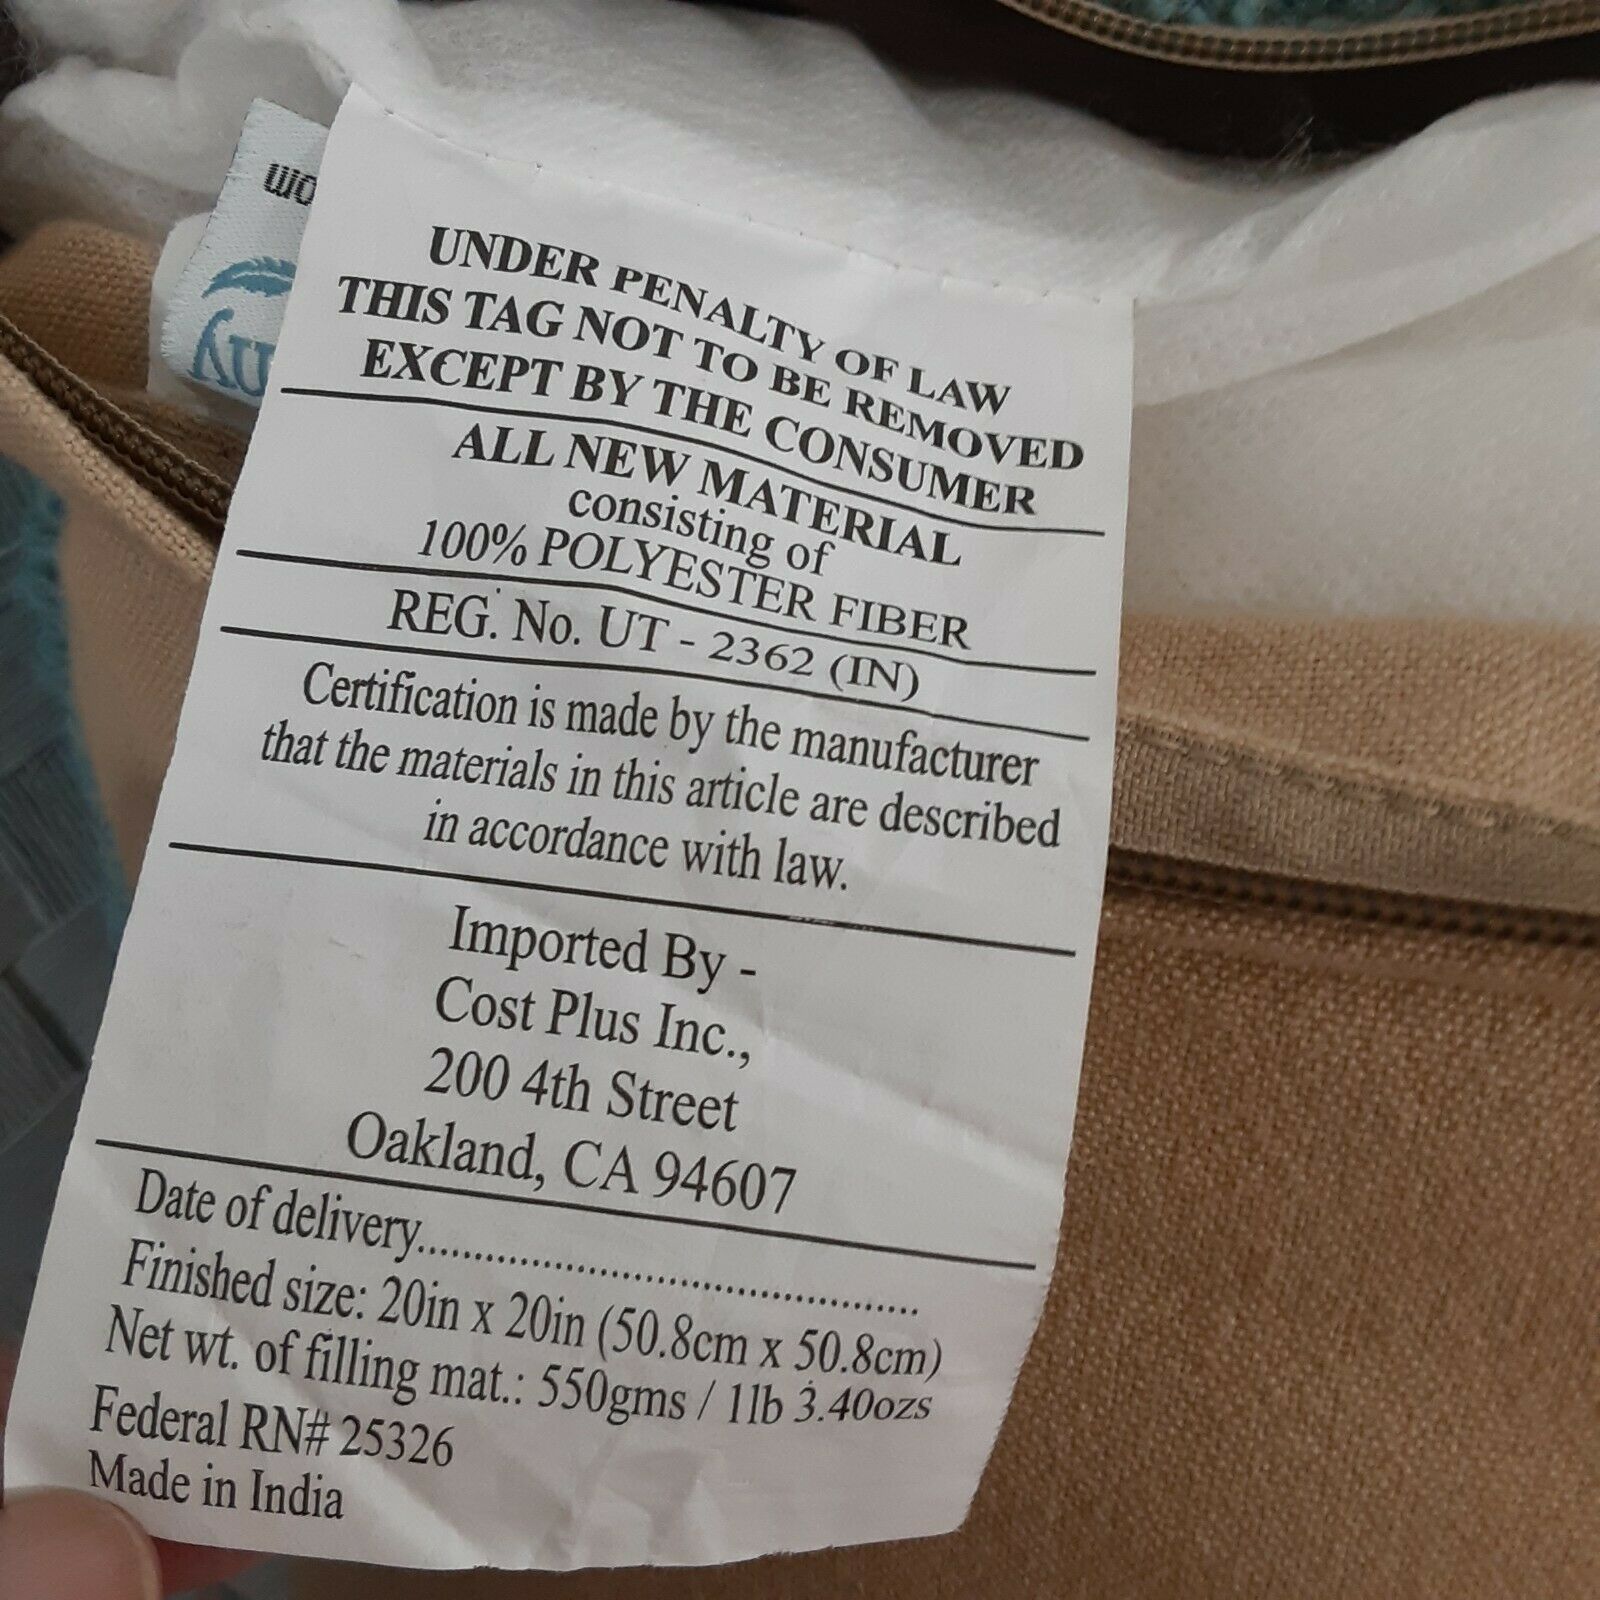 UNDER PENALTY OF LAW
THIS TAG NOT TO BE REMOVED
EXCEPT BY THE CONSUMER
ALL NEW MATERIAL
consisting of
100% POLYESTER FIBER
REG. No. UT - 2362 (IN)
Certification is made by the manufacturer
that the materials in this article are described
in accordance with law.
Imported By -
Cost Plus Inc.,
200 4th Street
Oakland, CA 94607
Date of delivery......................................
Finished size: 20in x 20in (50.8cm x 50.8cm)
Net wt. of filling mat.: 550gms / 1lb 3.40ozs
Federal RN# 25326
Made in India